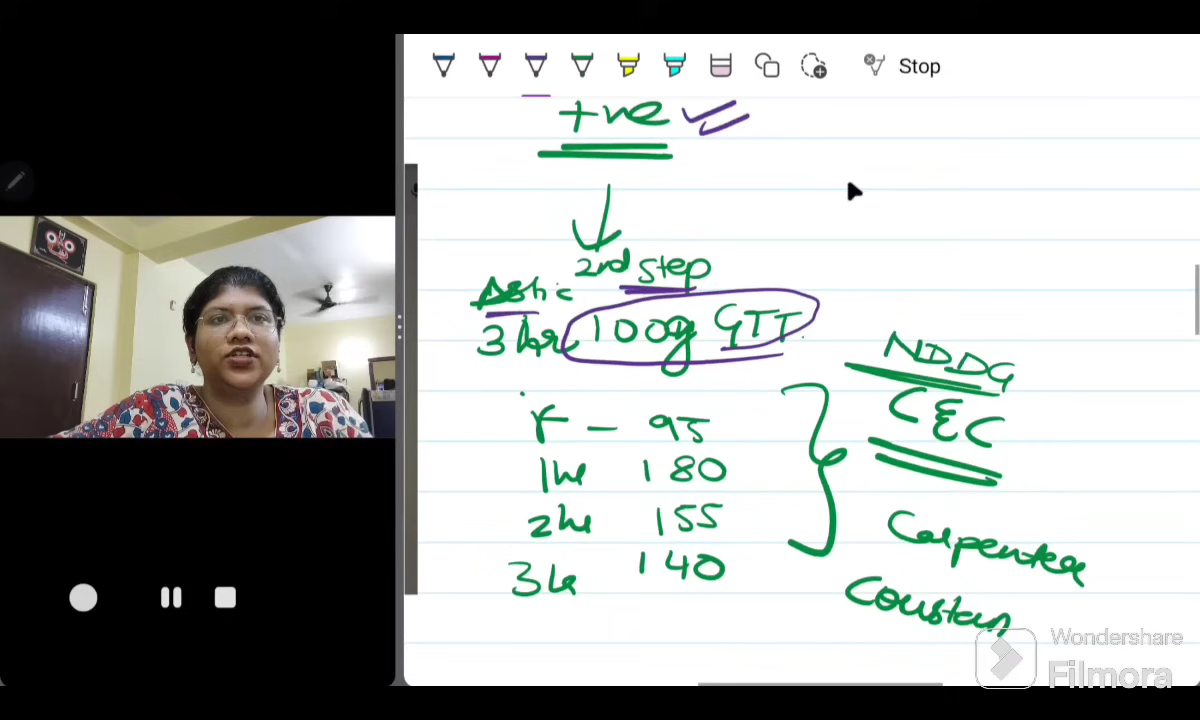 Stop
+ve
2nd step
3 hr 100g GTT
NDDG
C&C
F - 95
1hr 180
2hr 155
3hr 140
Carpenter
Coustan
Wondershare
Filmora